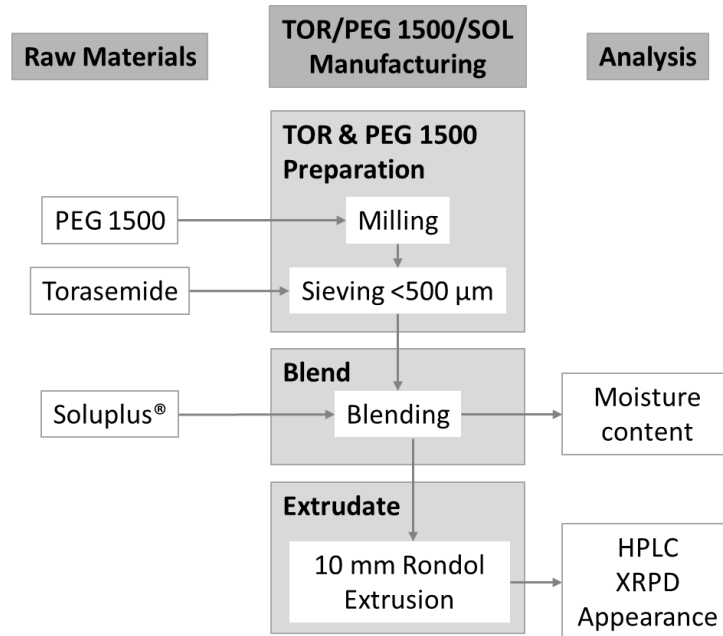 Raw Materials
TOR/PEG 1500/SOL
Manufacturing
Analysis
TOR & PEG 1500
Preparation
PEG 1500
Milling
Torasemide
Sieving <500 µm
Blend
Soluplus®
Blending
Moisture
content
Extrudate
10 mm Rondol
Extrusion
HPLC
XRPD
Appearance